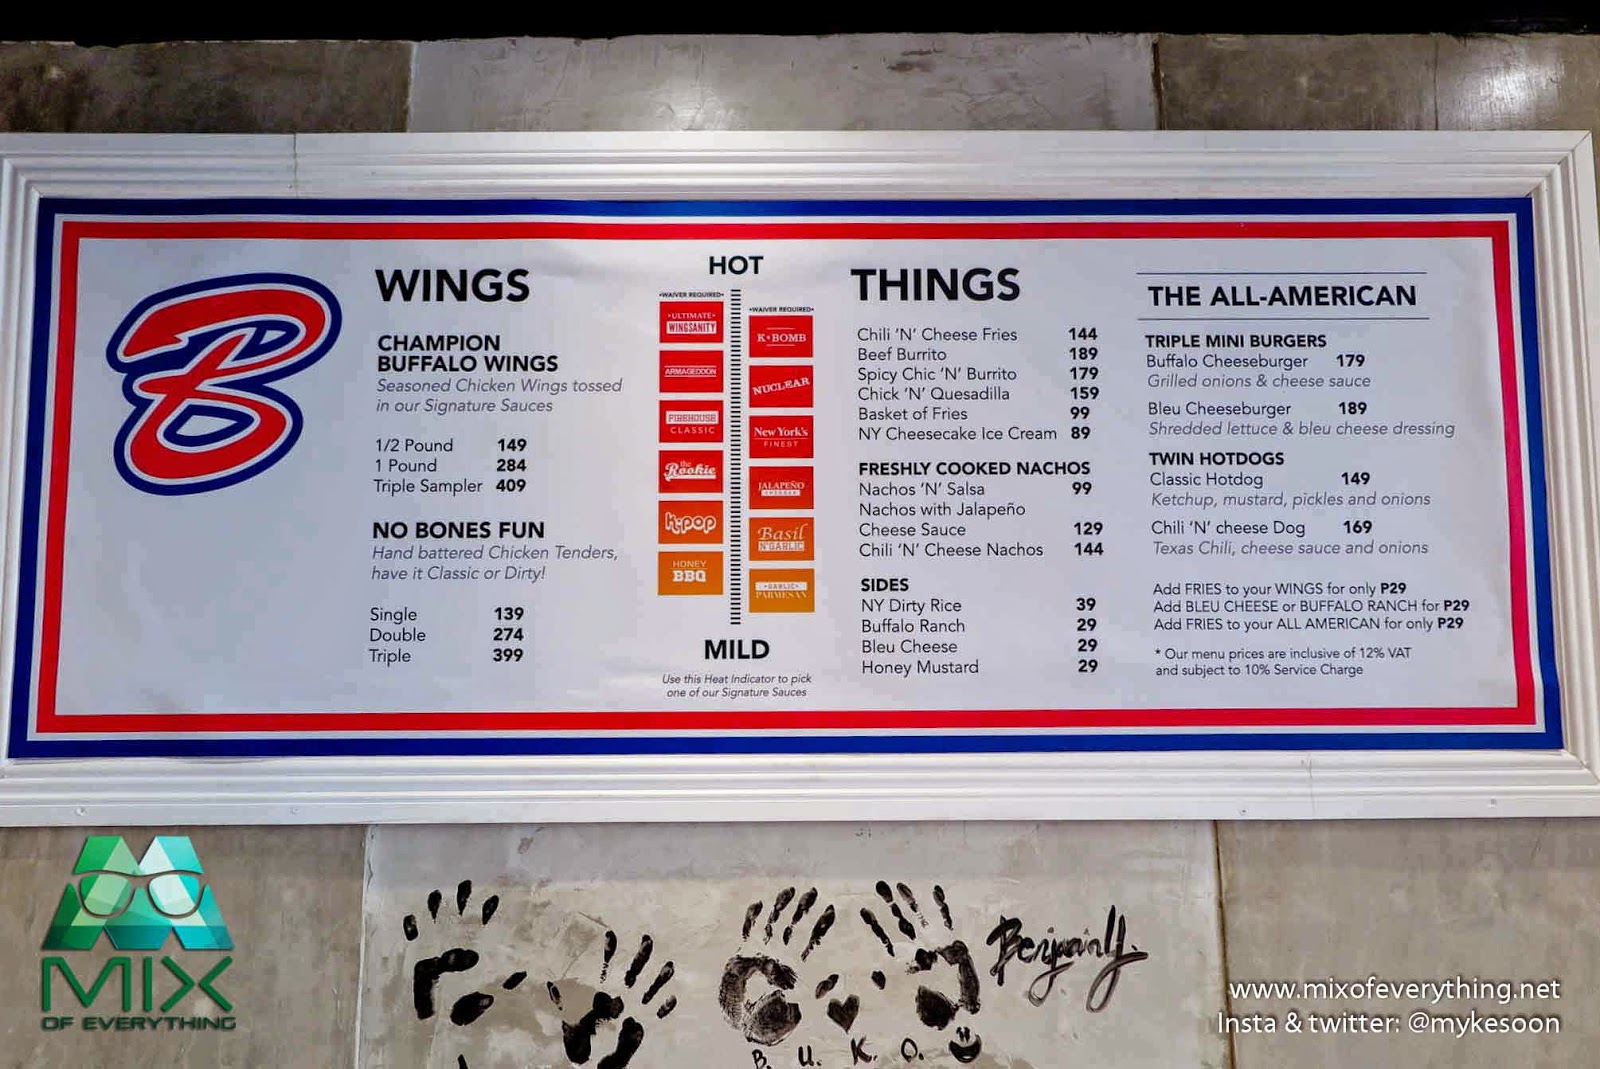 B
WINGS
CHAMPION
BUFFALO WINGS
Seasoned Chicken Wings tossed
in our Signature Sauces
1/2 Pound 149
1 Pound 284
Triple Sampler 409
NO BONES FUN
Hand battered Chicken Tenders,
have it Classic or Dirty!
Single 139
Double 274
Triple 399
HOT
•WAIVER REQUIRED•
•ULTIMATE•
WINGSANITY
ARMAGEDDON
FIREHOUSE
CLASSIC
the
Rookie
K-pop
HONEY
BBQ
•WAIVER REQUIRED•
K•BOMB
NUCLEAR
New York's
FINEST
JALAPEÑO
CHEDDAR
Basil
N'GARLIC
•GARLIC•
PARMESAN
MILD
Use this Heat Indicator to pick
one of our Signature Sauces
THINGS
Chili 'N' Cheese Fries 144
Beef Burrito 189
Spicy Chic 'N' Burrito 179
Chick 'N' Quesadilla 159
Basket of Fries 99
NY Cheesecake Ice Cream 89
FRESHLY COOKED NACHOS
Nachos 'N' Salsa 99
Nachos with Jalapeño
Cheese Sauce 129
Chili 'N' Cheese Nachos 144
SIDES
NY Dirty Rice 39
Buffalo Ranch 29
Bleu Cheese 29
Honey Mustard 29
THE ALL-AMERICAN
TRIPLE MINI BURGERS
Buffalo Cheeseburger 179
Grilled onions & cheese sauce
Bleu Cheeseburger 189
Shredded lettuce & bleu cheese dressing
TWIN HOTDOGS
Classic Hotdog 149
Ketchup, mustard, pickles and onions
Chili 'N' cheese Dog 169
Texas Chili, cheese sauce and onions
Add FRIES to your WINGS for only P29
Add BLEU CHEESE or BUFFALO RANCH for P29
Add FRIES to your ALL AMERICAN for only P29
* Our menu prices are inclusive of 12% VAT
and subject to 10% Service Charge
MIX
OF EVERYTHING
B. U. K. O.
www.mixofeverything.net
Insta & twitter: @mykesoon